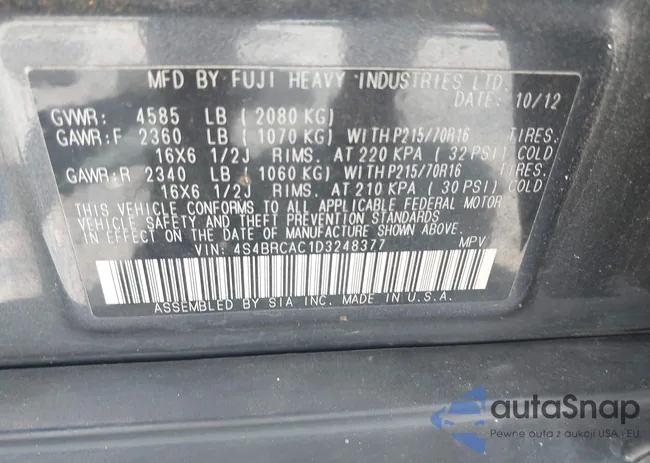 MFD BY FUJI HEAVY INDUSTRIES LTD.
DATE: 10/12
GVWR: 4585 LB (2080 KG)
GAWR:F 2360 LB (1070 KG) WITH P215/70R16 TIRES.
16X6 1/2J RIMS. AT 220 KPA (32 PSI) COLD
GAWR:R 2340 LB (1060 KG) WITH P215/70R16 TIRES.
16X6 1/2J RIMS. AT 210 KPA (30 PSI) COLD
THIS VEHICLE CONFORMS TO ALL APPLICABLE FEDERAL MOTOR
VEHICLE SAFETY AND THEFT PREVENTION STANDARDS
IN EFFECT ON THE DATE OF MANUFACTURE SHOWN ABOVE.
VIN: 4S4BRCAC1D3248377 MPV
ASSEMBLED BY SIA INC. MADE IN U.S.A.
autaSnap
Pewne auto z aukcji USA i EU